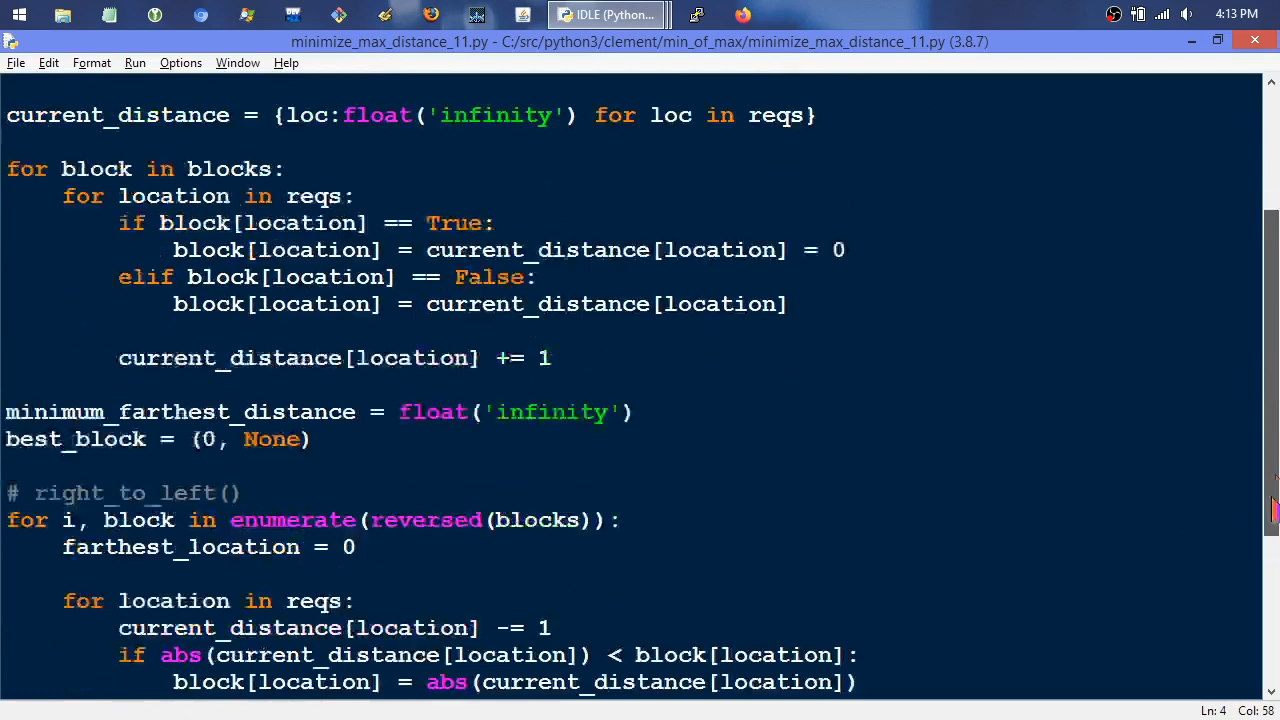 IDLE (Python...
4:13 PM
minimize_max_distance_11.py - C:/src/python3/clement/min_of_max/minimize_max_distance_11.py (3.8.7)
File Edit Format Run Options Window Help
current_distance = {loc:float('infinity') for loc in reqs}
for block in blocks:
    for location in reqs:
        if block[location] == True:
            block[location] = current_distance[location] = 0
        elif block[location] == False:
            block[location] = current_distance[location]
        current_distance[location] += 1
minimum_farthest_distance = float('infinity')
best_block = (0, None)
# right_to_left()
for i, block in enumerate(reversed(blocks)):
    farthest_location = 0
    for location in reqs:
        current_distance[location] -= 1
        if abs(current_distance[location]) < block[location]:
            block[location] = abs(current_distance[location])
Ln: 4 Col: 58